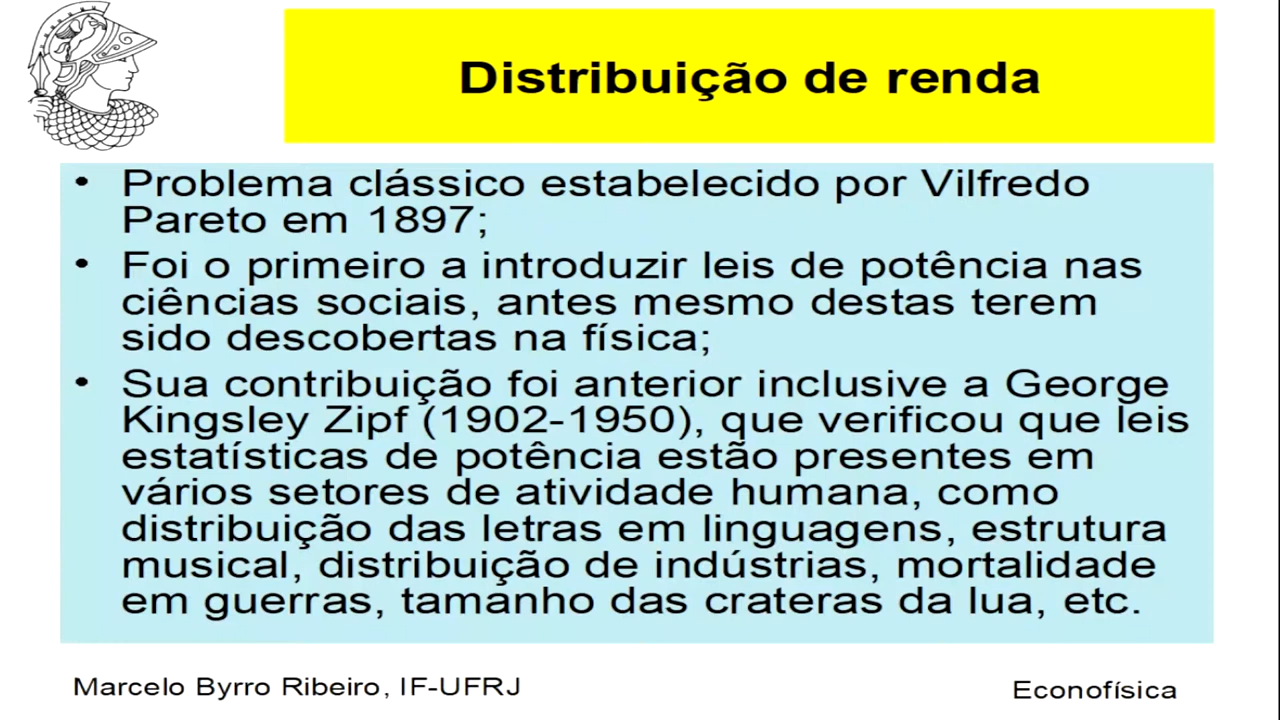 Distribuição de renda
• Problema clássico estabelecido por Vilfredo
Pareto em 1897;
• Foi o primeiro a introduzir leis de potência nas
ciências sociais, antes mesmo destas terem
sido descobertas na física;
• Sua contribuição foi anterior inclusive a George
Kingsley Zipf (1902-1950), que verificou que leis
estatísticas de potência estão presentes em
vários setores de atividade humana, como
distribuição das letras em linguagens, estrutura
musical, distribuição de indústrias, mortalidade
em guerras, tamanho das crateras da lua, etc.
Marcelo Byrro Ribeiro, IF-UFRJ
Econofísica